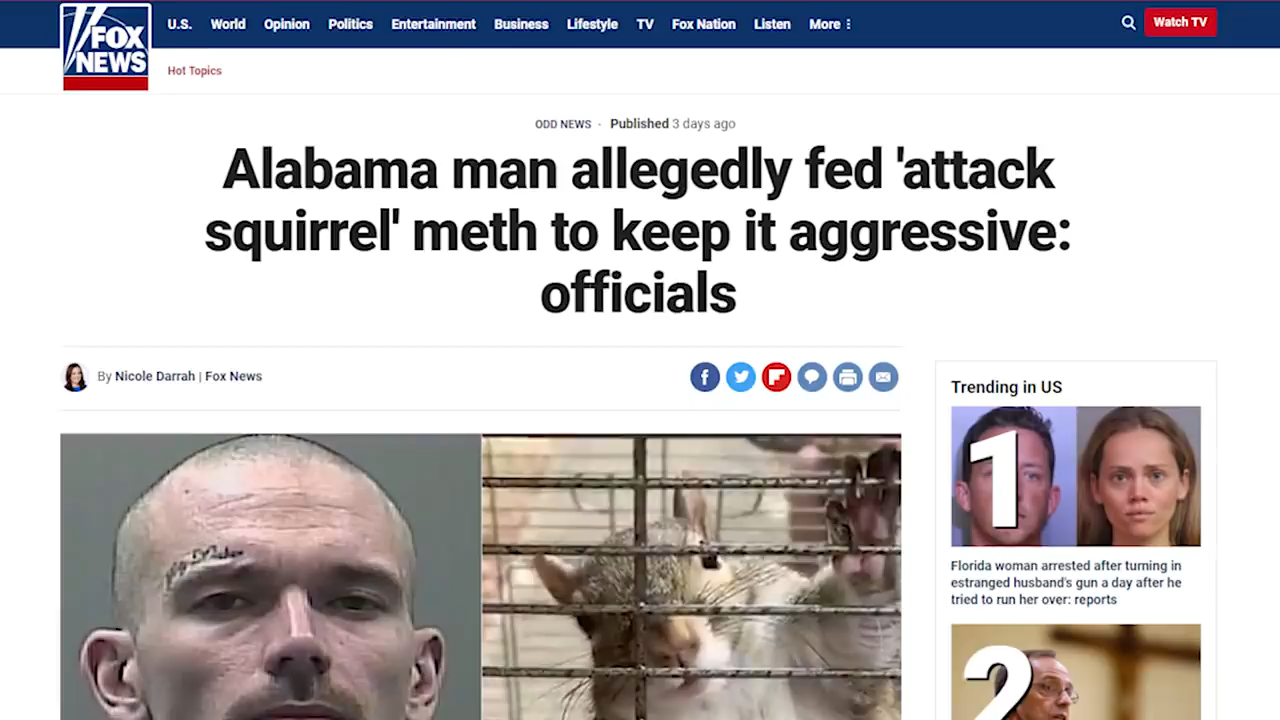 FOX
NEWS
U.S. World Opinion Politics Entertainment Business Lifestyle TV Fox Nation Listen More
Watch TV
Hot Topics
ODD NEWS - Published 3 days ago
Alabama man allegedly fed 'attack
squirrel' meth to keep it aggressive:
officials
By Nicole Darrah | Fox News
Trending in US
1
Florida woman arrested after turning in
estranged husband's gun a day after he
tried to run her over: reports
2